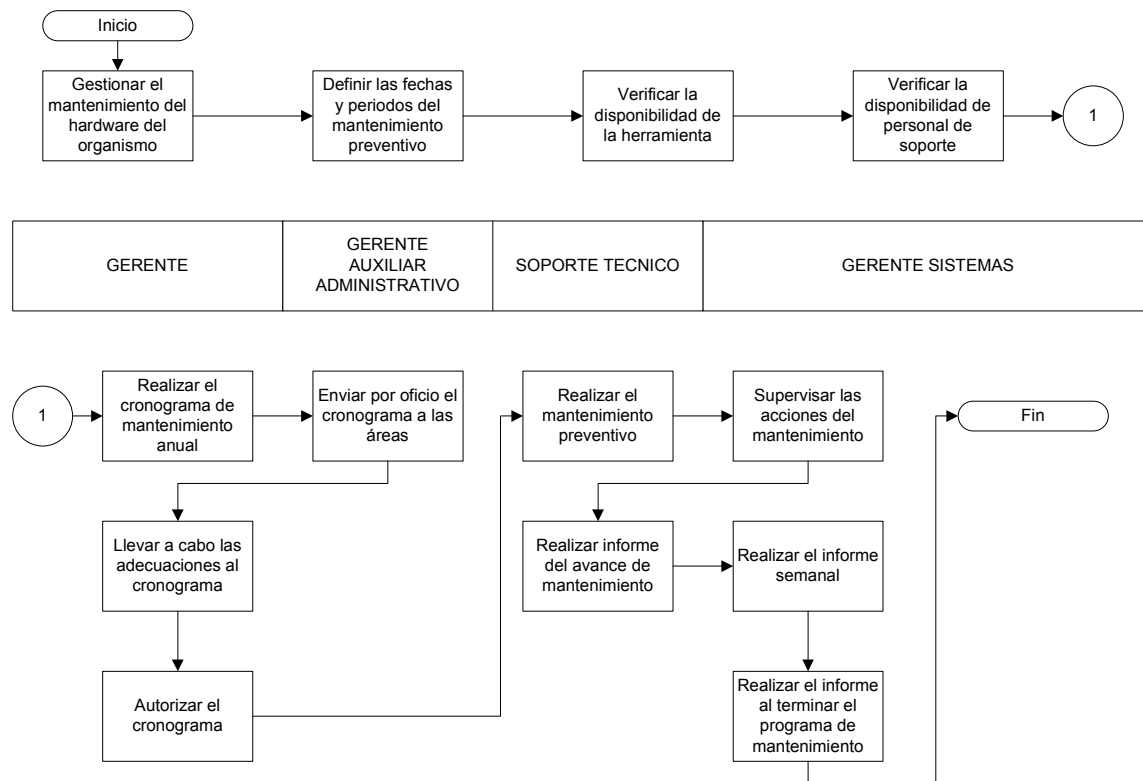 Inicio
Gestionar el
mantenimiento del
hardware del
organismo
Definir las fechas
y periodos del
mantenimiento
preventivo
Verificar la
disponibilidad de
la herramienta
Verificar la
disponibilidad de
personal de
soporte
1
GERENTE
GERENTE
AUXILIAR
ADMINISTRATIVO
SOPORTE TECNICO
GERENTE SISTEMAS
1
Realizar el
cronograma de
mantenimiento
anual
Enviar por oficio el
cronograma a las
áreas
Realizar el
mantenimiento
preventivo
Supervisar las
acciones del
mantenimiento
Fin
Llevar a cabo las
adecuaciones al
cronograma
Realizar informe
del avance de
mantenimiento
Realizar el informe
semanal
Autorizar el
cronograma
Realizar el informe
al terminar el
programa de
mantenimiento